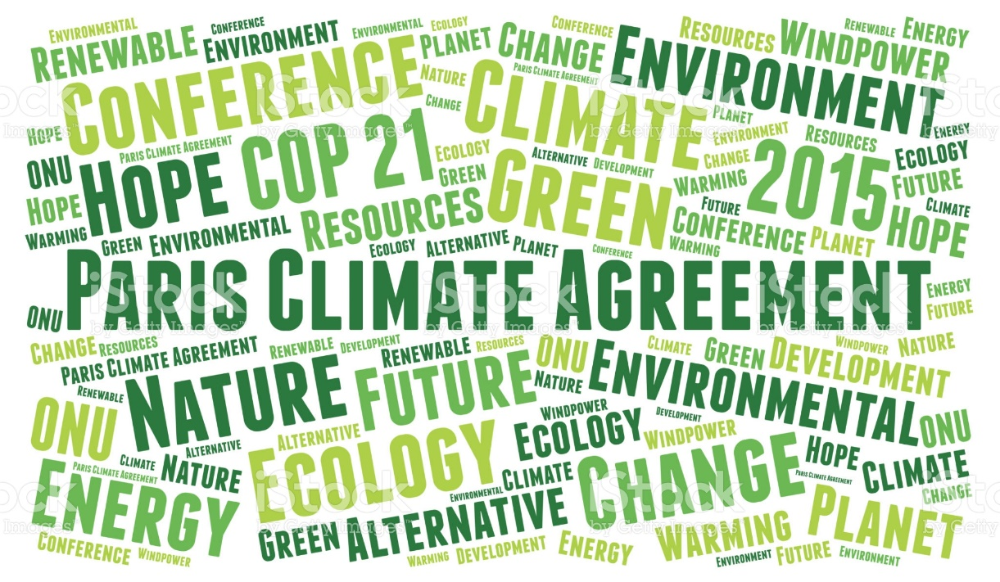 Environmental
Conference
Environmental
Ecology
Conference
Resources
Renewable
Energy
Renewable
Environment
Planet
Change
Environment
Windpower
Conference
Nature
Paris Climate Agreement
Climate
Change
Planet
Hope
Paris Climate Agreement
COP 21
Ecology
Alternative
Development
Environment
Resources
Energy
ONU
Hope
Green
Green
Change
2015
Ecology
Hope
Warming
Future
Warming
Resources
Future
Climate
Green
Environmental
Ecology
Alternative
Planet
Conference
Warming
Conference
Planet
Hope
Paris Climate Agreement
ONU
Energy
Future
Change
Resources
Renewable
Development
Renewable
Resources
ONU
Climate
Green
Windpower
Nature
Paris Climate Agreement
Nature
Future
Nature
Environmental
Development
Renewable
ONU
Alternative
Alternative
Ecology
Windpower
Ecology
Development
Windpower
ONU
Climate
Nature
Paris Climate Agreement
Energy
Environmental
Climate
Change
Hope
Climate
Paris Climate Agreement
Change
Green
Alternative
Planet
Conference
Windpower
Warming
Development
Energy
Warming
Environment
Future
Environment
iStock
by Getty Images™